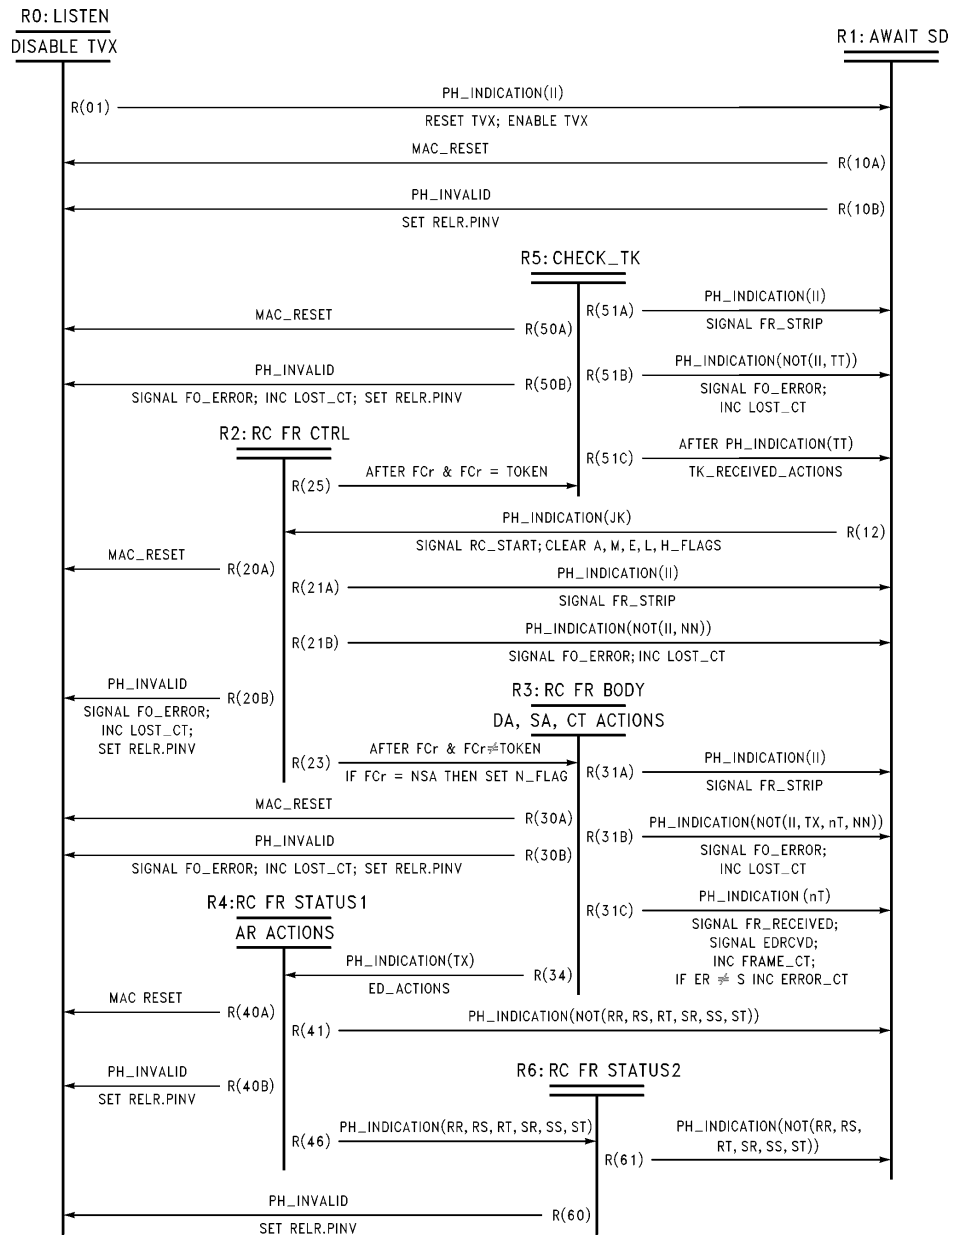 R0: LISTEN
DISABLE TVX
R1: AWAIT SD
PH_INDICATION(II)
R(01)
RESET TVX; ENABLE TVX
MAC_RESET
R(10A)
PH_INVALID
R(10B)
SET RELR.PINV
R5: CHECK_TK
PH_INDICATION(II)
R(51A)
SIGNAL FR_STRIP
MAC_RESET
R(50A)
PH_INDICATION(NOT(II, TT))
R(51B)
SIGNAL FO_ERROR;
INC LOST_CT
PH_INVALID
R(50B)
SIGNAL FO_ERROR; INC LOST_CT; SET RELR.PINV
R2: RC FR CTRL
AFTER PH_INDICATION(TT)
R(51C)
TK_RECEIVED_ACTIONS
AFTER FCr & FCr = TOKEN
R(25)
PH_INDICATION(JK)
R(12)
SIGNAL RC_START; CLEAR A, M, E, L, H_FLAGS
MAC_RESET
R(20A)
PH_INDICATION(II)
R(21A)
SIGNAL FR_STRIP
PH_INDICATION(NOT(II, NN))
R(21B)
SIGNAL FO_ERROR; INC LOST_CT
PH_INVALID
R(20B)
SIGNAL FO_ERROR;
INC LOST_CT;
SET RELR.PINV
R3: RC FR BODY
DA, SA, CT ACTIONS
AFTER FCr & FCr≠TOKEN
R(23)
IF FCr = NSA THEN SET N_FLAG
PH_INDICATION(II)
R(31A)
SIGNAL FR_STRIP
MAC_RESET
R(30A)
PH_INDICATION(NOT(II, TX, nT, NN))
R(31B)
SIGNAL FO_ERROR;
INC LOST_CT
PH_INVALID
R(30B)
SIGNAL FO_ERROR; INC LOST_CT; SET RELR.PINV
R4:RC FR STATUS1
AR ACTIONS
PH_INDICATION (nT)
R(31C)
SIGNAL FR_RECEIVED;
SIGNAL EDRCVD;
INC FRAME_CT;
IF ER ≠ S INC ERROR_CT
PH_INDICATION(TX)
R(34)
ED_ACTIONS
MAC RESET
R(40A)
PH_INDICATION(NOT(RR, RS, RT, SR, SS, ST))
R(41)
PH_INVALID
R(40B)
SET RELR.PINV
R6: RC FR STATUS2
PH_INDICATION(RR, RS, RT, SR, SS, ST)
R(46)
PH_INDICATION(NOT(RR, RS,
RT, SR, SS, ST))
R(61)
PH_INVALID
R(60)
SET RELR.PINV